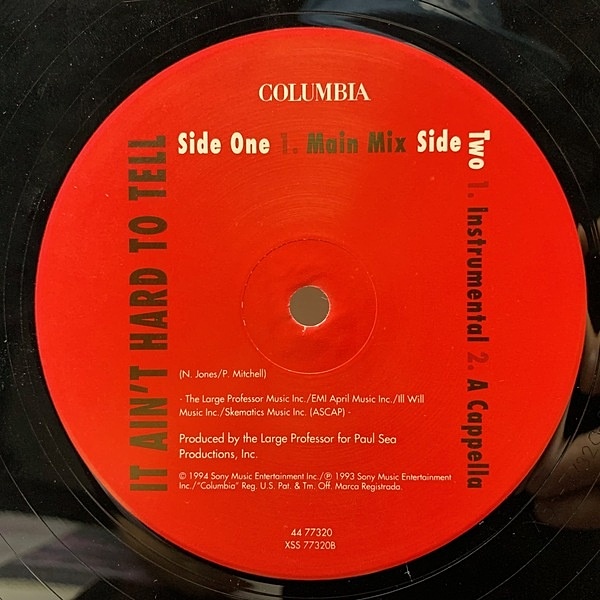 COLUMBIA
Side One 1. Main Mix Side Two 1. Instrumental 2. A Cappella
IT AIN'T HARD TO TELL
(N. Jones/P. Mitchell)
- The Large Professor Music Inc./EMI April Music Inc./Ill Will
Music Inc./Skematics Music Inc. (ASCAP) -
Produced by the Large Professor for Paul Sea
Productions, Inc.
© 1994 Sony Music Entertainment Inc./℗ 1993 Sony Music Entertainment
Inc./"Columbia" Reg. U.S. Pat. & Tm. Off. Marca Registrada.
44 77320
XSS 77320B